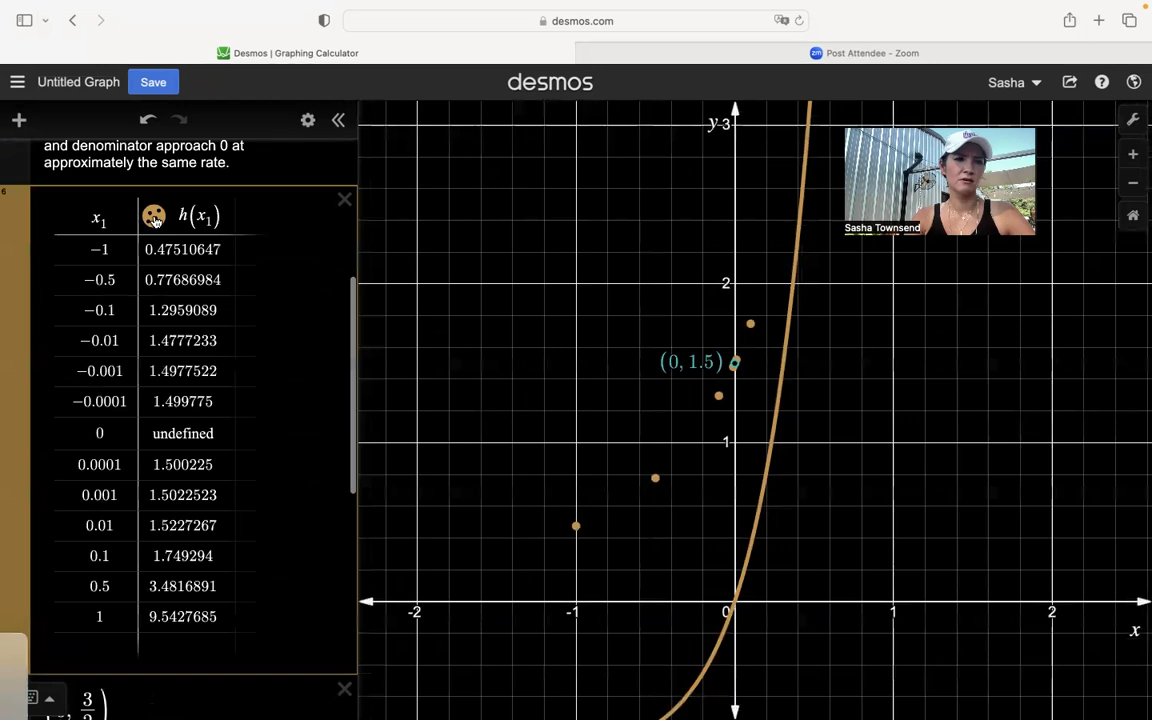 desmos.com
Desmos | Graphing Calculator
zm Post Attendee - Zoom
Untitled Graph
Save
desmos
Sasha
and denominator approach 0 at
approximately the same rate.
6
x₁ h(x₁)
−1 0.47510647
−0.5 0.77686984
−0.1 1.2959089
−0.01 1.4777233
−0.001 1.4977522
−0.0001 1.499775
0 undefined
0.0001 1.500225
0.001 1.5022523
0.01 1.5227267
0.1 1.749294
0.5 3.4816891
1 9.5427685
3
y
3
2
(0, 1.5)
1
-2 -1 0 1 2
x
Sasha Townsend